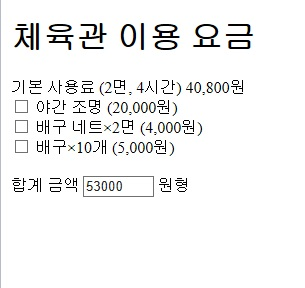 체육관 이용 요금
기본 사용료 (2면, 4시간) 40,800원
야간 조명 (20,000원)
배구 네트×2면 (4,000원)
배구×10개 (5,000원)
합계 금액 53000 원형